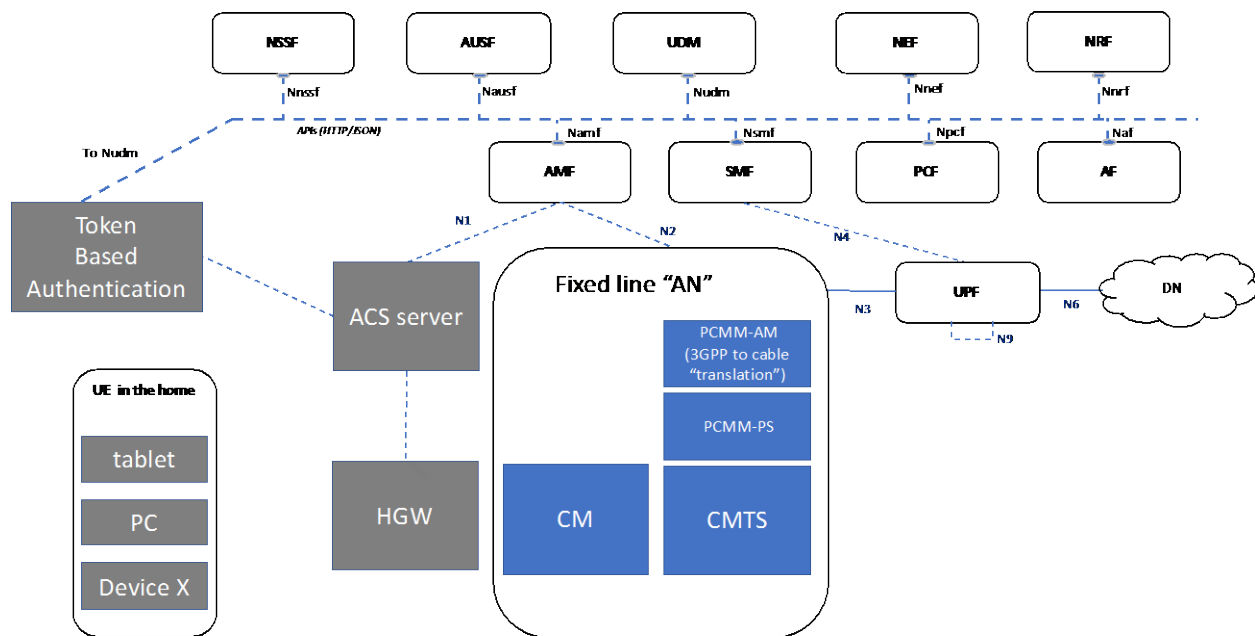 NSSF
AUSF
UDM
NEF
NRF
Nnssf
Nausf
Nudm
Nnef
Nnrf
APIs (HTTP/JSON)
Namf
Nsmf
Npcf
Naf
To Nudm
AMF
SMF
PCF
AF
Token
Based
Authentication
N1
N2
N4
ACS server
Fixed line “AN”
N3
UPF
N6
DN
N9
PCMM-AM
(3GPP to cable
“translation”)
PCMM-PS
UE in the home
tablet
PC
Device X
HGW
CM
CMTS